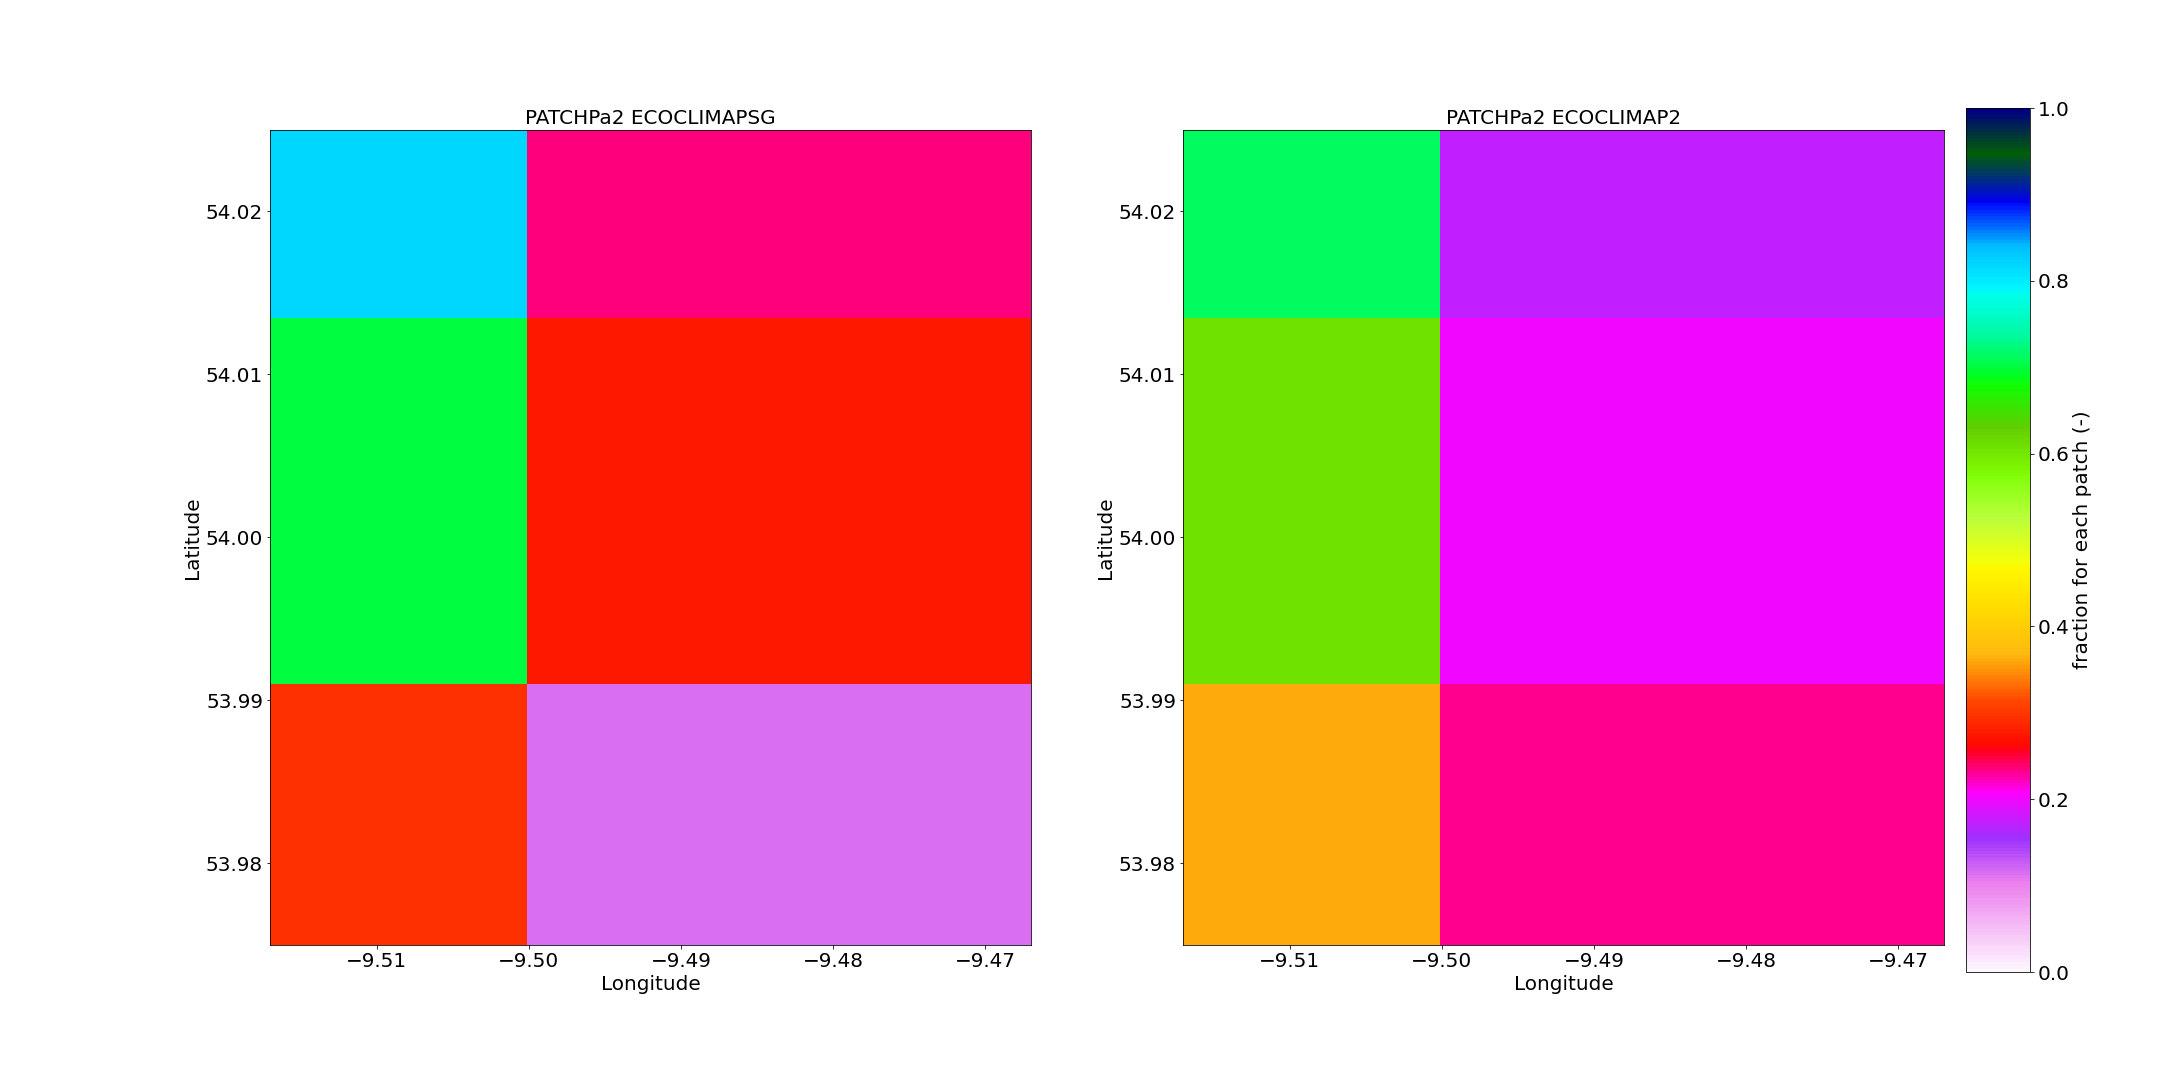 PATCHPa2 ECOCLIMAPSG
54.02
54.01
54.00
53.99
53.98
Latitude
−9.51 −9.50 −9.49 −9.48 −9.47
Longitude
PATCHPa2 ECOCLIMAP2
54.02
54.01
54.00
53.99
53.98
Latitude
−9.51 −9.50 −9.49 −9.48 −9.47
Longitude
1.0
0.8
0.6
0.4
0.2
0.0
fraction for each patch (-)